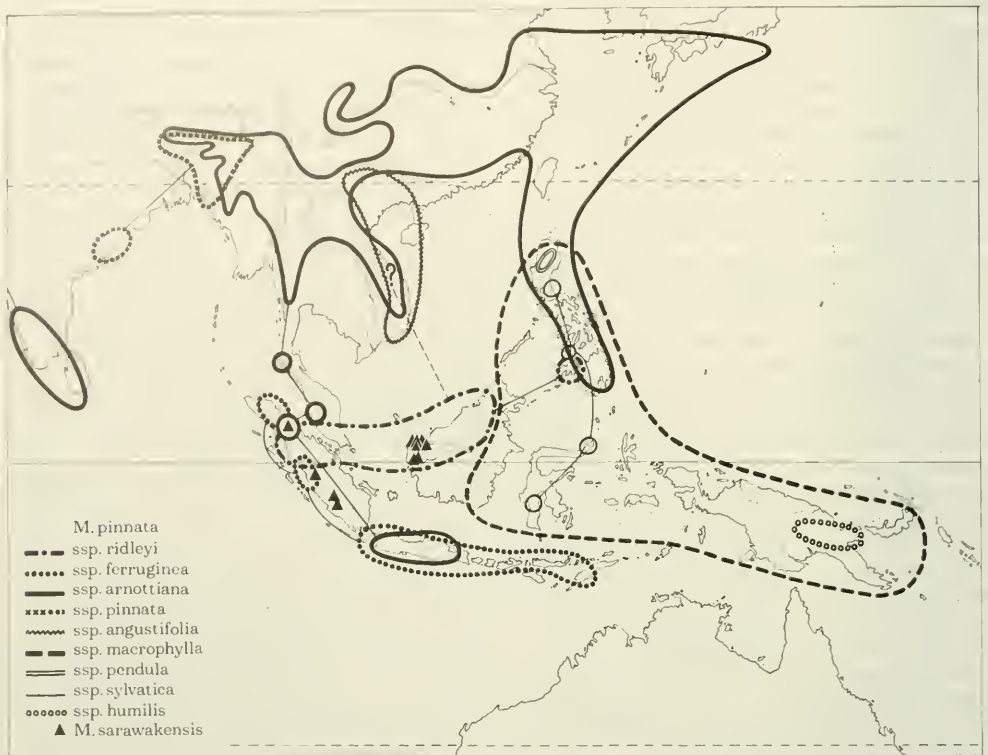 ?
M. pinnata
ssp. ridleyi
ssp. ferruginea
ssp. arnottiana
ssp. pinnata
ssp. angustifolia
ssp. macrophylla
ssp. pendula
ssp. sylvatica
ssp. humilis
M. sarawakensis